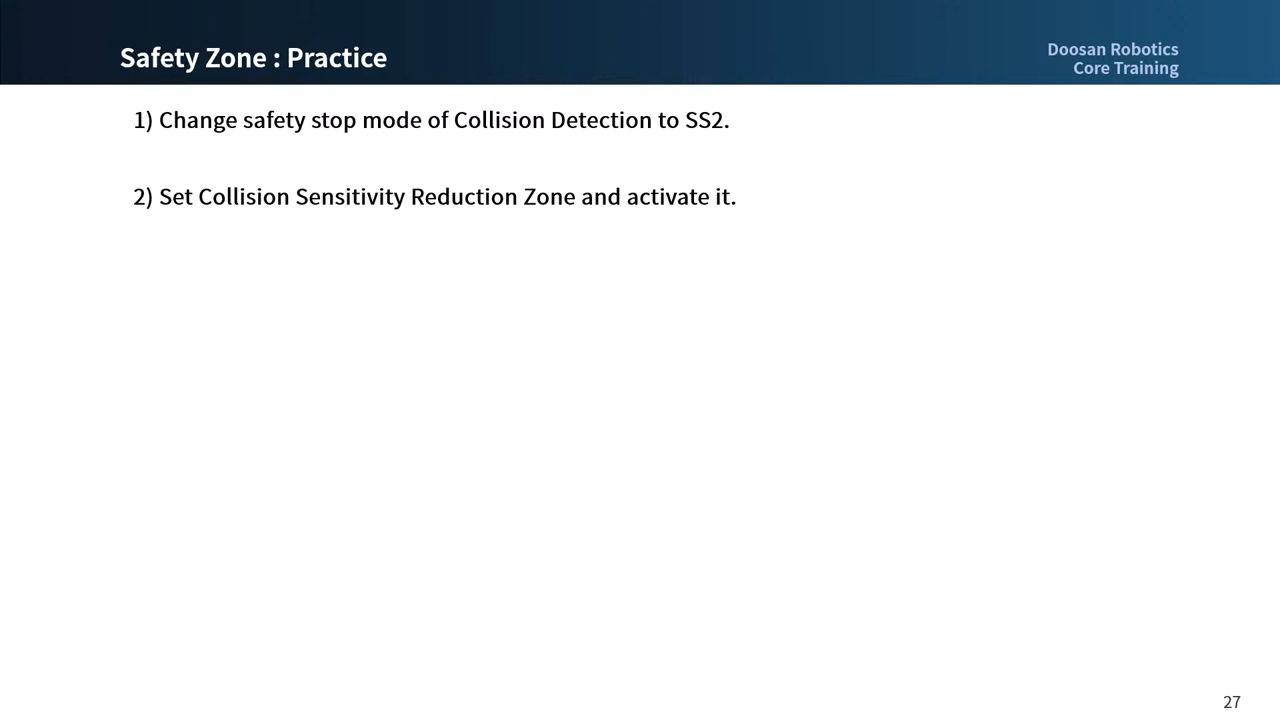 Safety Zone : Practice
Doosan Robotics
Core Training
1) Change safety stop mode of Collision Detection to SS2.
2) Set Collision Sensitivity Reduction Zone and activate it.
27